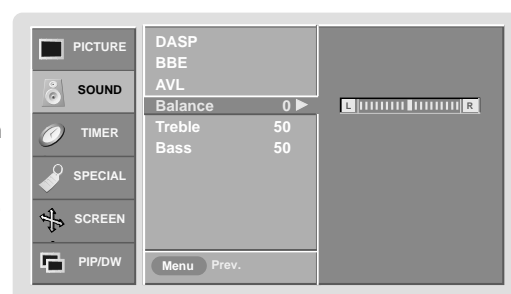 PICTURE
SOUND
TIMER
SPECIAL
SCREEN
PIP/DW
DASP
BBE
AVL
Balance 0
Treble 50
Bass 50
Menu Prev.
L R